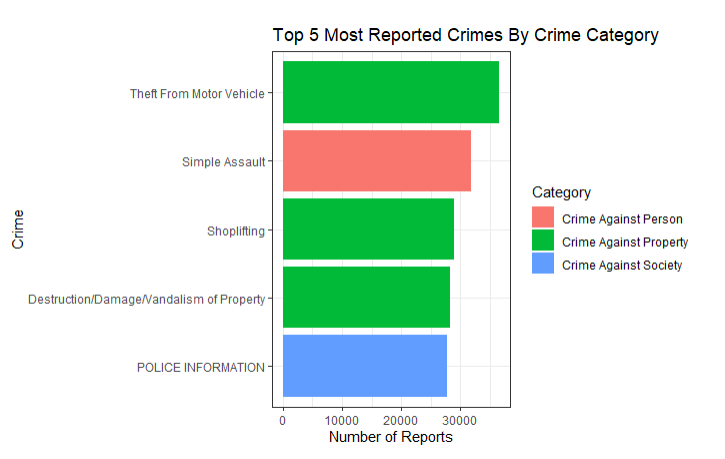 Top 5 Most Reported Crimes By Crime Category
Crime
Theft From Motor Vehicle
Simple Assault
Shoplifting
Destruction/Damage/Vandalism of Property
POLICE INFORMATION
0 10000 20000 30000
Number of Reports
Category
Crime Against Person
Crime Against Property
Crime Against Society